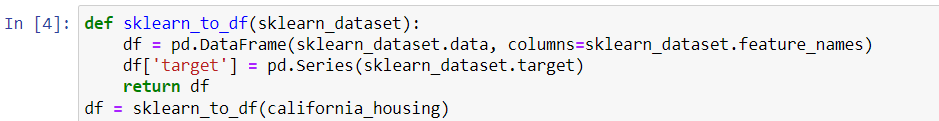 In [4]: def sklearn_to_df(sklearn_dataset):
    df = pd.DataFrame(sklearn_dataset.data, columns=sklearn_dataset.feature_names)
    df['target'] = pd.Series(sklearn_dataset.target)
    return df
df = sklearn_to_df(california_housing)